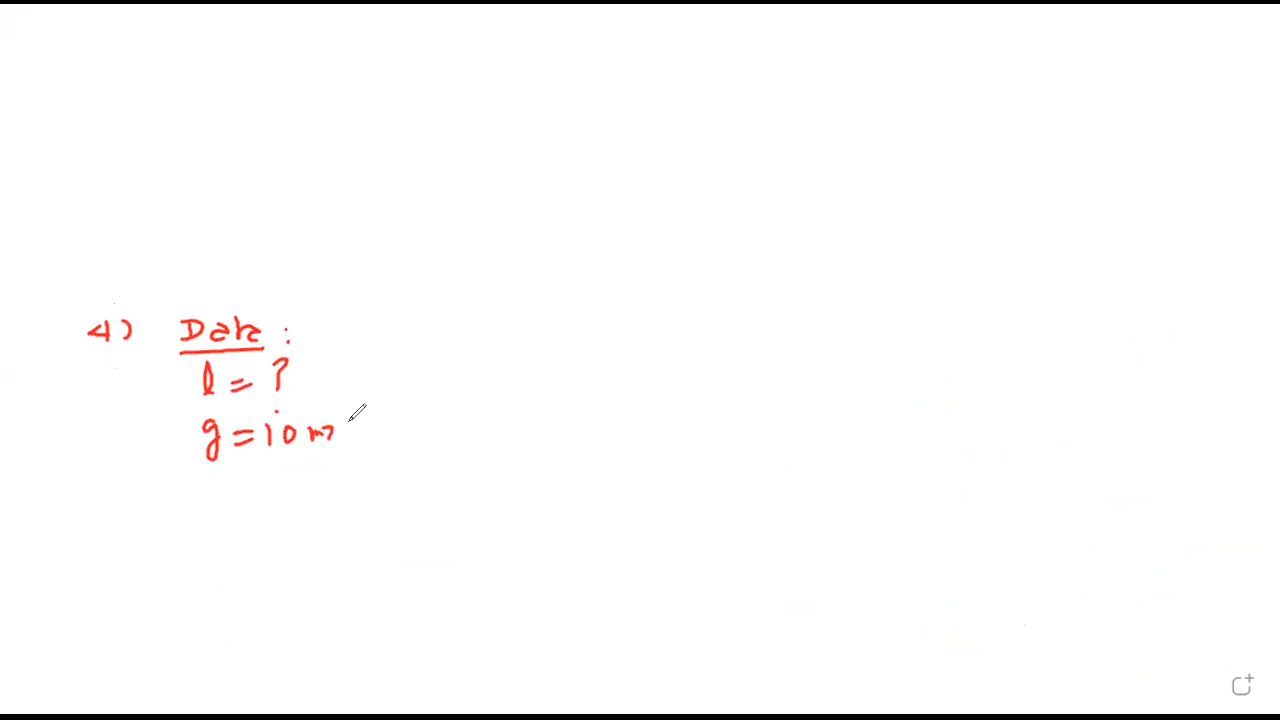 4) Data :
l = ?
g = 10 m